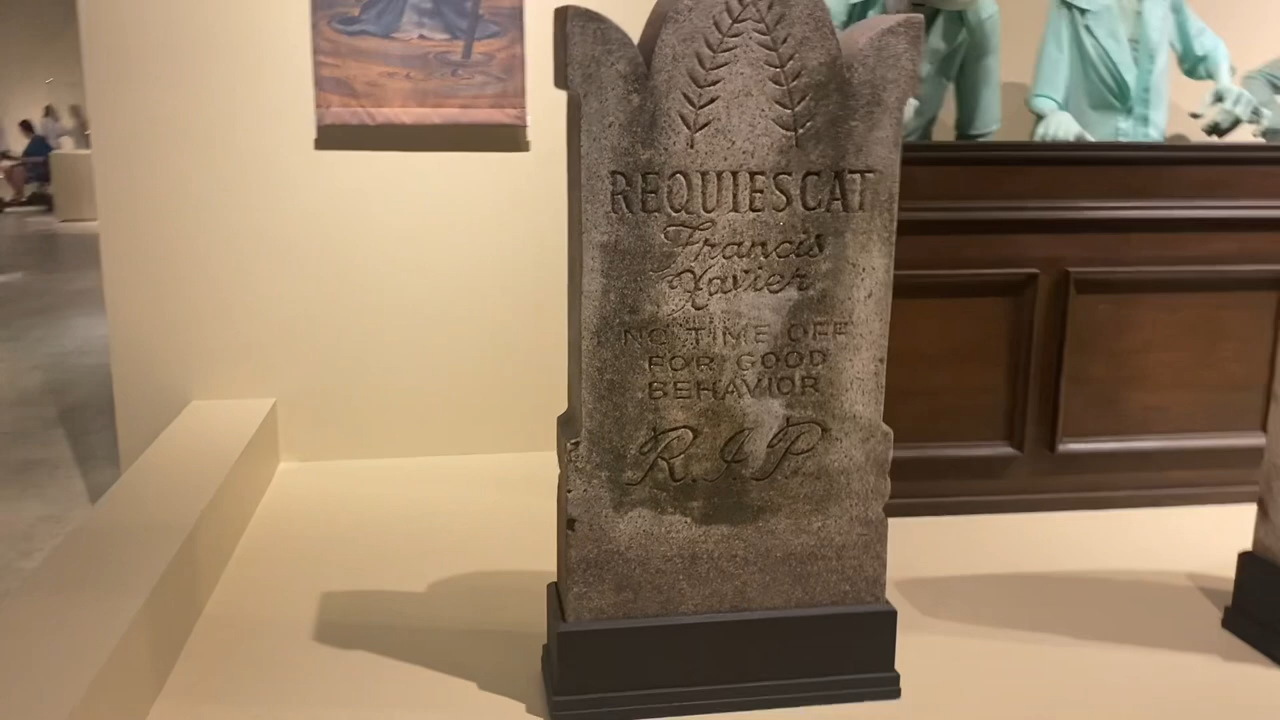 REQUIESCAT
Francis
Xavier
NO TIME OFF
FOR GOOD
BEHAVIOR
R.I.P.